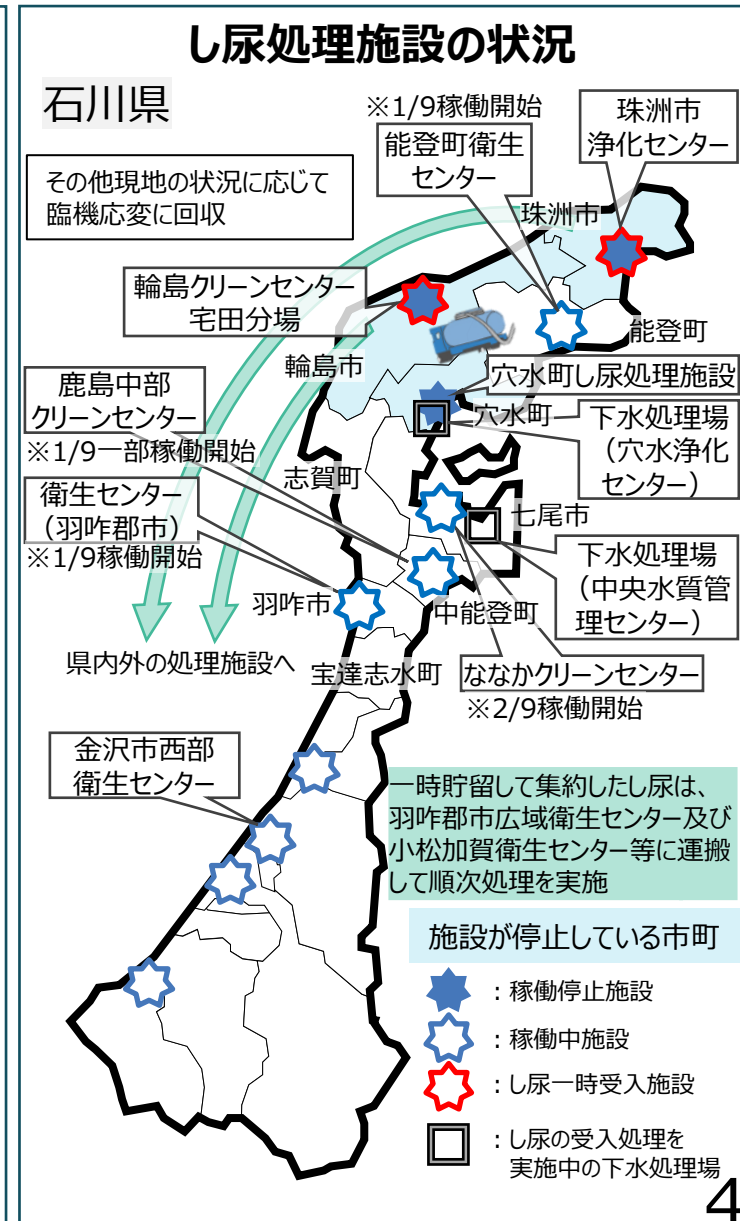 し尿処理施設の状況
石川県
※1/9稼働開始
能登町衛生
センター
珠洲市
浄化センター
その他現地の状況に応じて
臨機応変に回収
珠洲市
輪島クリーンセンター
宅田分場
能登町
輪島市
穴水町し尿処理施設
鹿島中部
クリーンセンター
※1/9一部稼働開始
穴水町
下水処理場
（穴水浄化
センター）
志賀町
衛生センター
（羽咋郡市）
※1/9稼働開始
七尾市
下水処理場
（中央水質管
理センター）
羽咋市
中能登町
県内外の処理施設へ
宝達志水町
ななかクリーンセンター
※2/9稼働開始
金沢市西部
衛生センター
一時貯留して集約したし尿は、
羽咋郡市広域衛生センター及び
小松加賀衛生センター等に運搬
して順次処理を実施
施設が停止している市町
：稼働停止施設
：稼働中施設
：し尿一時受入施設
：し尿の受入処理を
実施中の下水処理場
4